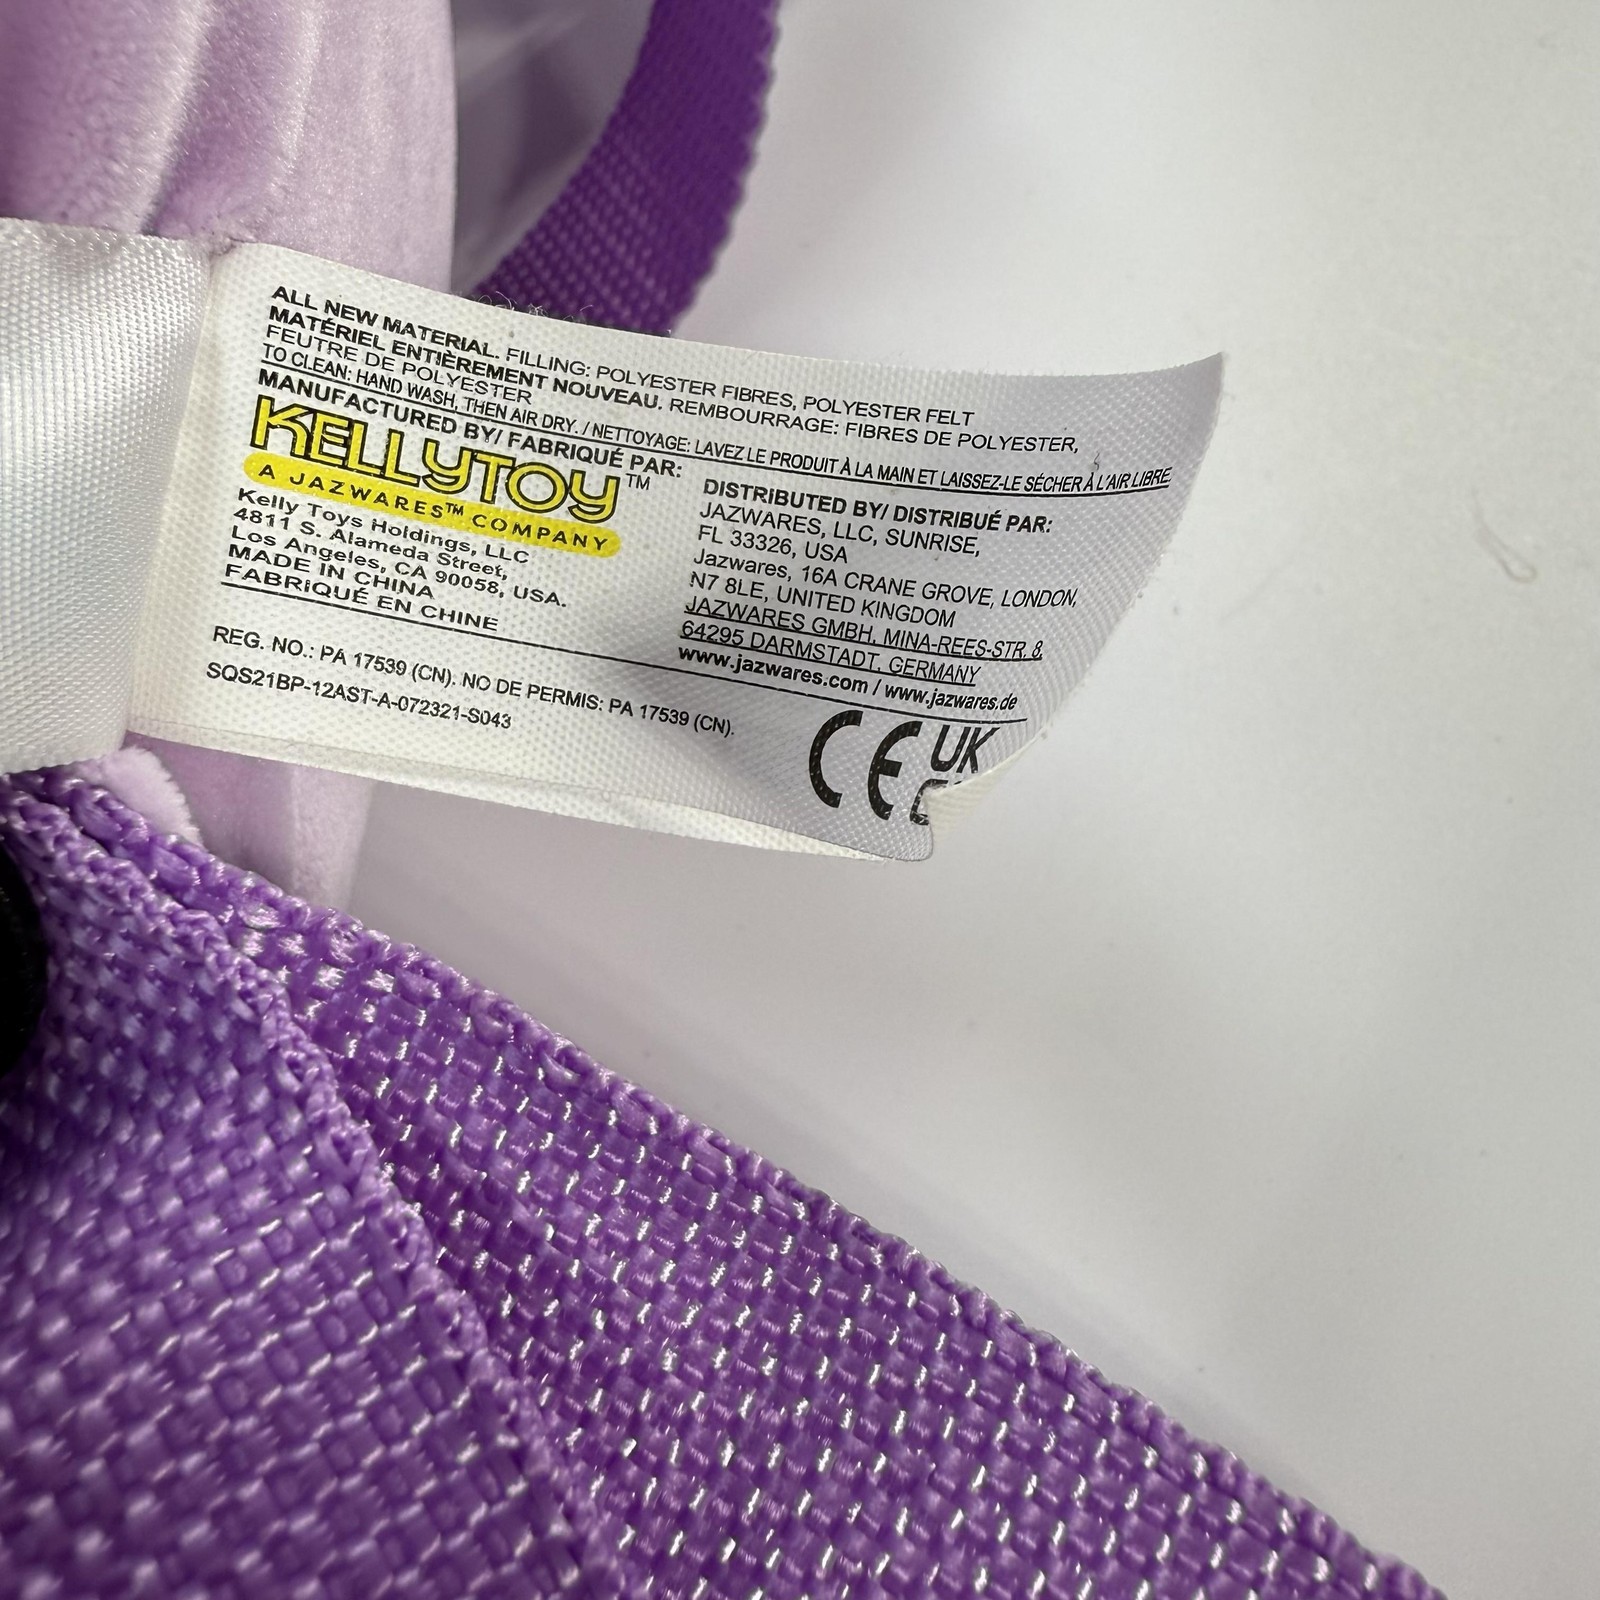 ALL NEW MATERIAL. FILLING: POLYESTER FIBRES, POLYESTER FELT
MATÉRIEL ENTIÈREMENT NOUVEAU. REMBOURRAGE: FIBRES DE POLYESTER,
FEUTRE DE POLYESTER
TO CLEAN: HAND WASH, THEN AIR DRY. / NETTOYAGE: LAVEZ LE PRODUIT À LA MAIN ET LAISSEZ-LE SÉCHER À L'AIR LIBRE.
MANUFACTURED BY/ FABRIQUÉ PAR:
KELLYTOY™
A JAZWARES™ COMPANY
Kelly Toys Holdings, LLC
4811 S. Alameda Street,
Los Angeles, CA 90058, USA.
MADE IN CHINA
FABRIQUÉ EN CHINE
DISTRIBUTED BY/ DISTRIBUÉ PAR:
JAZWARES, LLC, SUNRISE,
FL 33326, USA
Jazwares, 16A CRANE GROVE, LONDON,
N7 8LE, UNITED KINGDOM
JAZWARES GMBH, MINA-REES-STR. 8,
64295 DARMSTADT, GERMANY
www.jazwares.com / www.jazwares.de
REG. NO.: PA 17539 (CN). NO DE PERMIS: PA 17539 (CN).
SQS21BP-12AST-A-072321-S043
CE UK